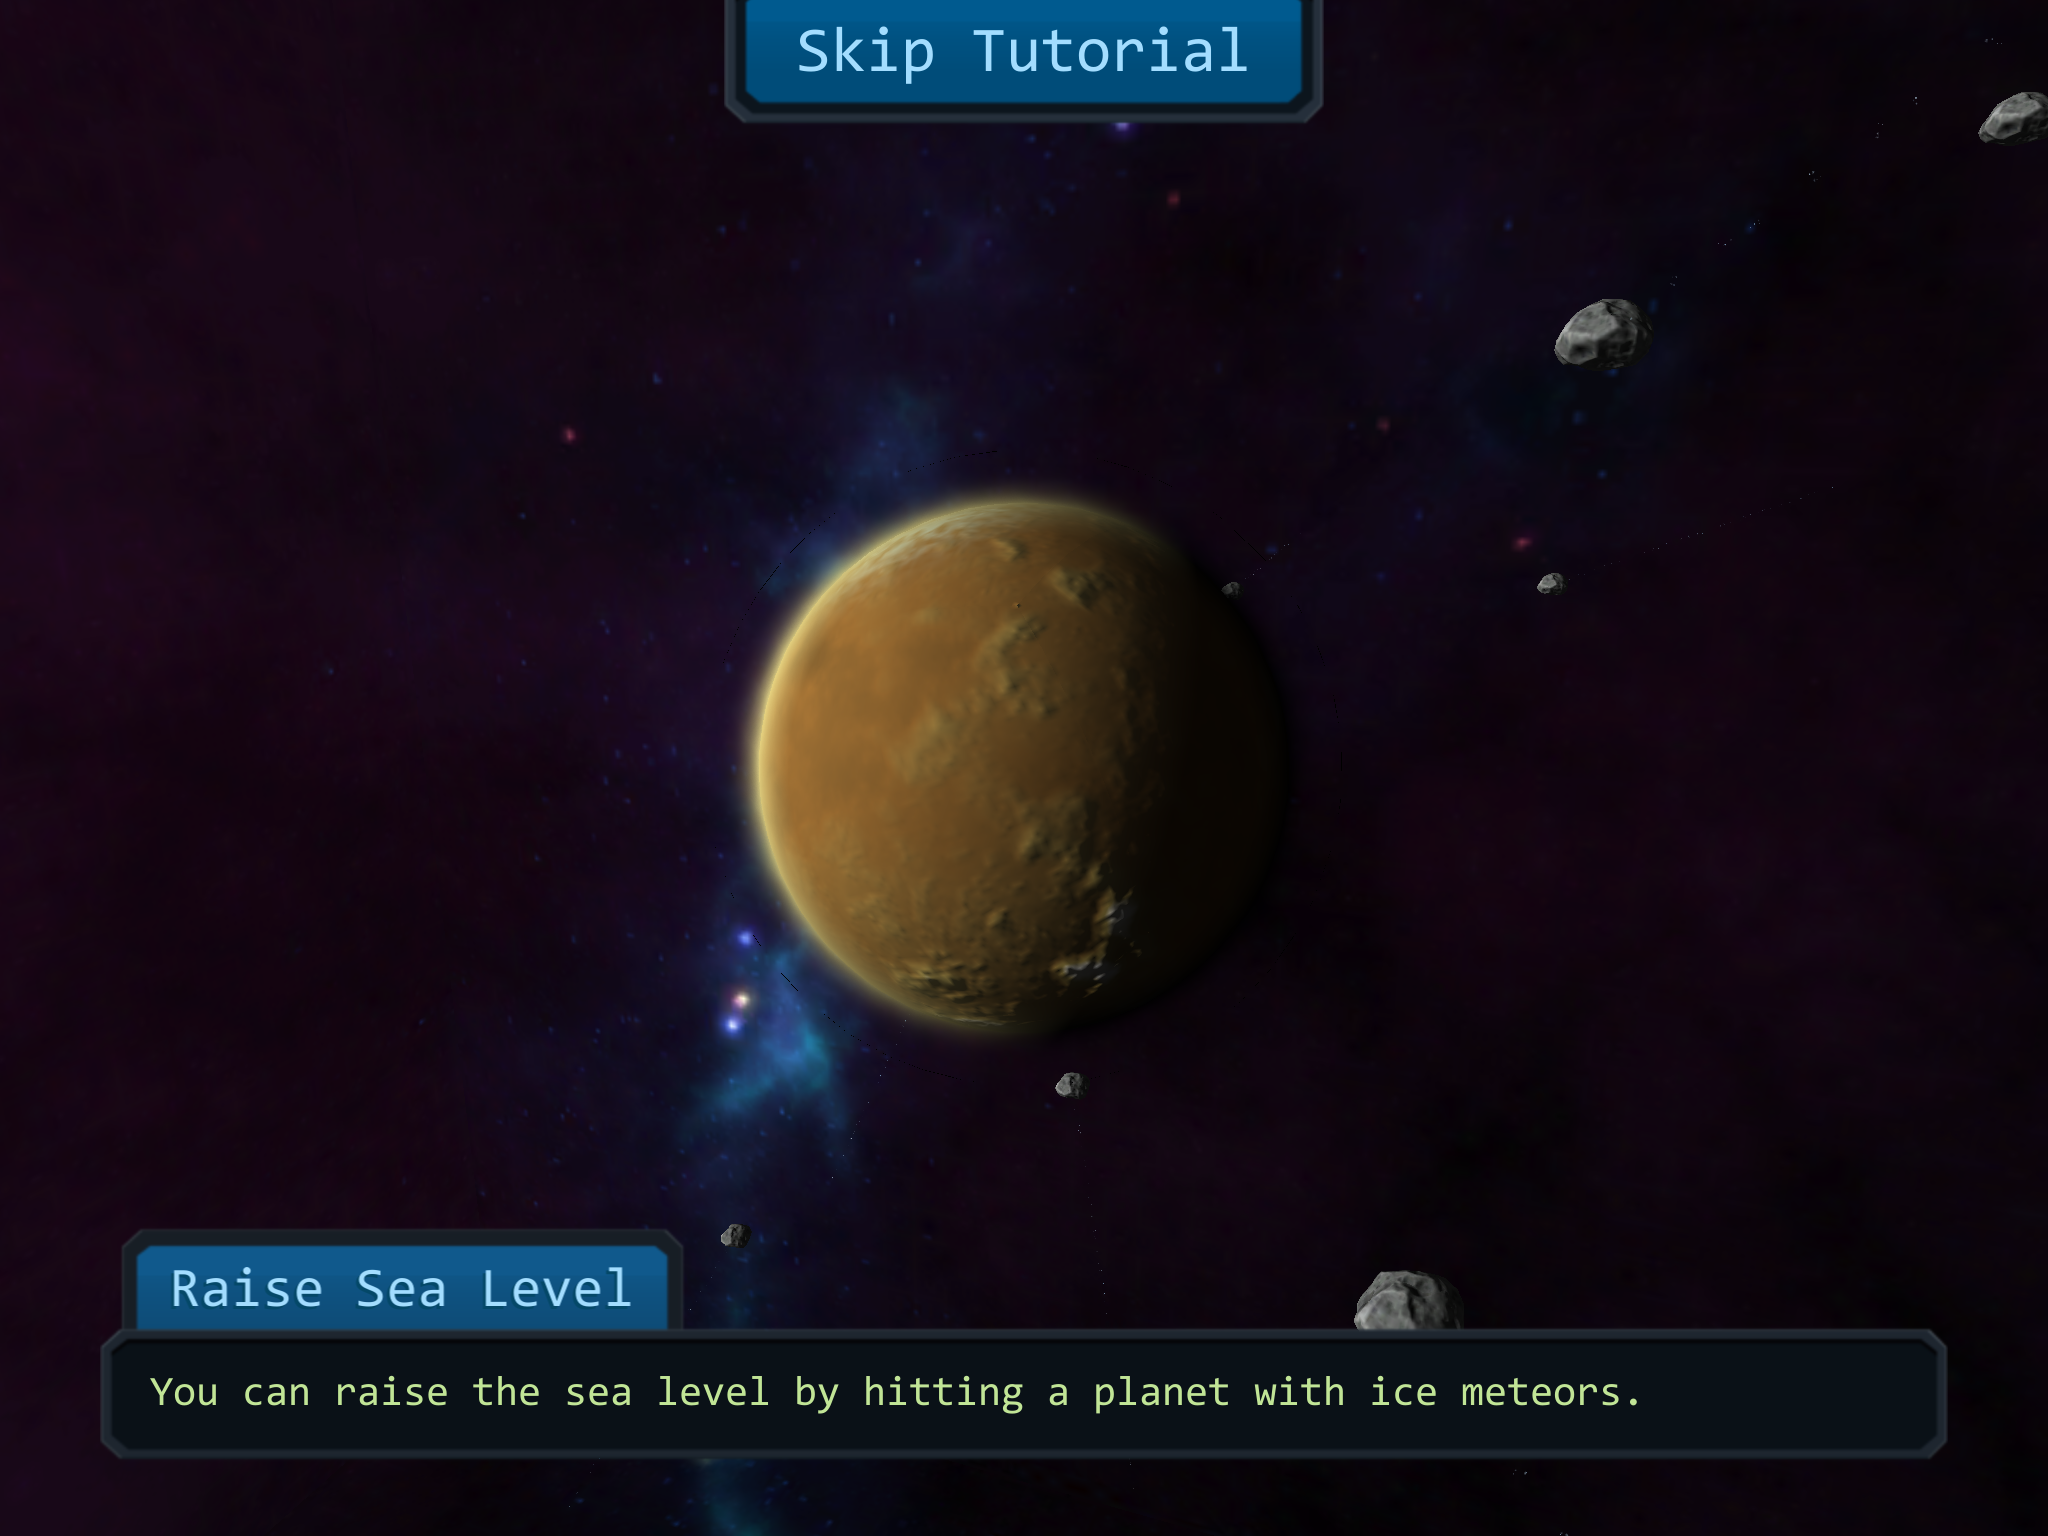 Skip Tutorial
Raise Sea Level
You can raise the sea level by hitting a planet with ice meteors.